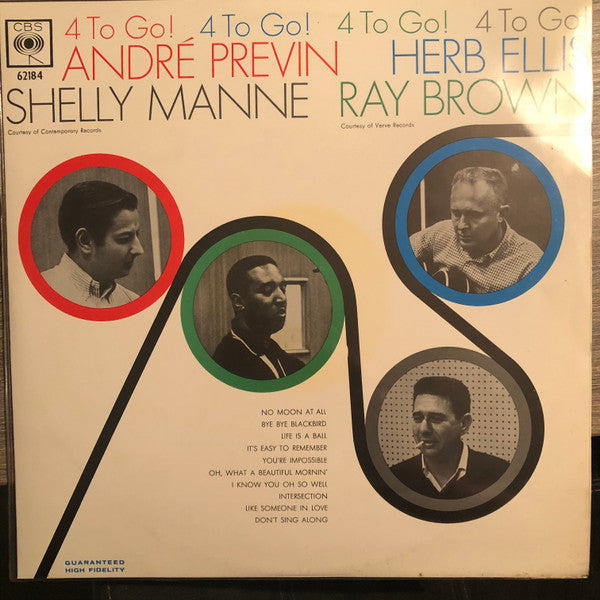 CBS
62184
4 To Go! 4 To Go! 4 To Go! 4 To Go!
ANDRÉ PREVIN HERB ELLIS
SHELLY MANNE RAY BROWN
Courtesy of Contemporary Records Courtesy of Verve Records
NO MOON AT ALL
BYE BYE BLACKBIRD
LIFE IS A BALL
IT'S EASY TO REMEMBER
YOU'RE IMPOSSIBLE
OH, WHAT A BEAUTIFUL MORNIN'
I KNOW YOU OH SO WELL
INTERSECTION
LIKE SOMEONE IN LOVE
DON'T SING ALONG
GUARANTEED
HIGH FIDELITY